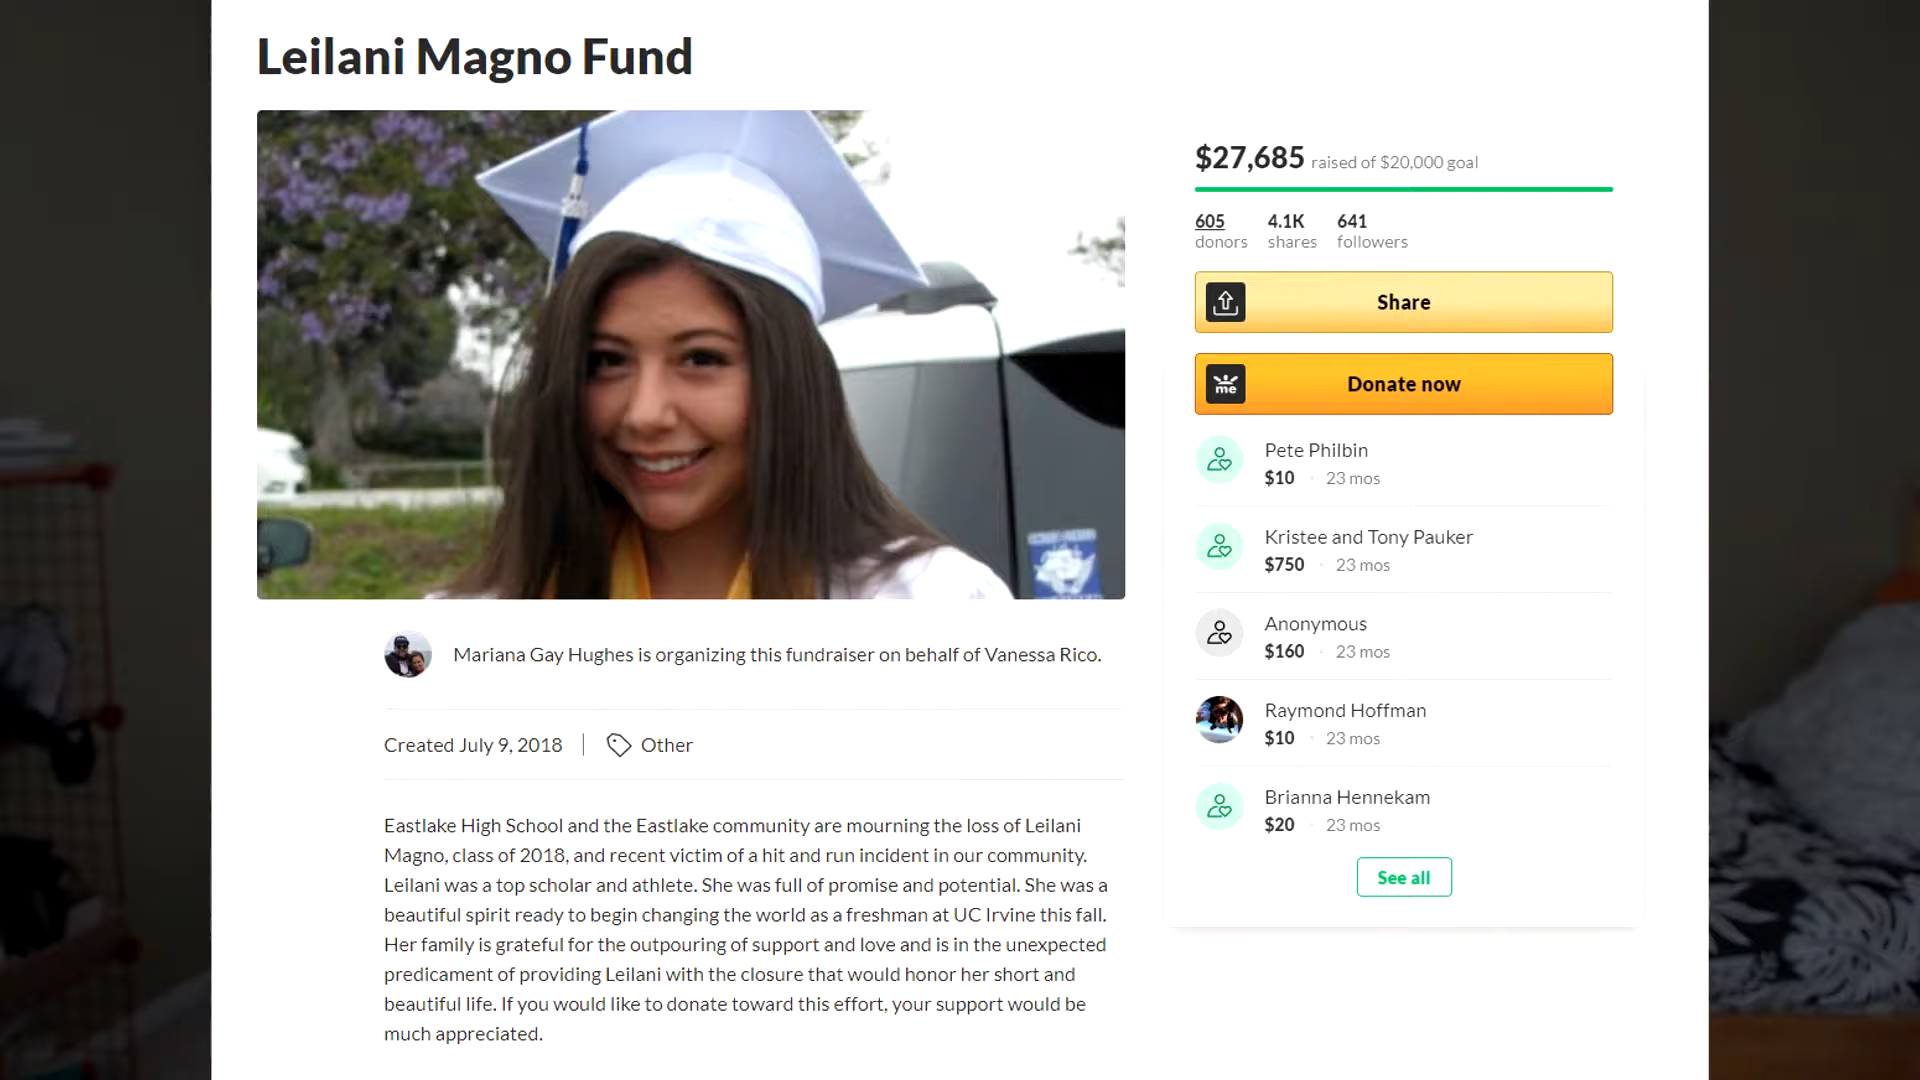 Leilani Magno Fund
$27,685 raised of $20,000 goal
605 4.1K 641
donors shares followers
Share
me Donate now
Pete Philbin
$10 · 23 mos
Kristee and Tony Pauker
$750 · 23 mos
Anonymous
$160 · 23 mos
Raymond Hoffman
$10 · 23 mos
Brianna Hennekam
$20 · 23 mos
See all
Mariana Gay Hughes is organizing this fundraiser on behalf of Vanessa Rico.
Created July 9, 2018 | Other
Eastlake High School and the Eastlake community are mourning the loss of Leilani
Magno, class of 2018, and recent victim of a hit and run incident in our community.
Leilani was a top scholar and athlete. She was full of promise and potential. She was a
beautiful spirit ready to begin changing the world as a freshman at UC Irvine this fall.
Her family is grateful for the outpouring of support and love and is in the unexpected
predicament of providing Leilani with the closure that would honor her short and
beautiful life. If you would like to donate toward this effort, your support would be
much appreciated.